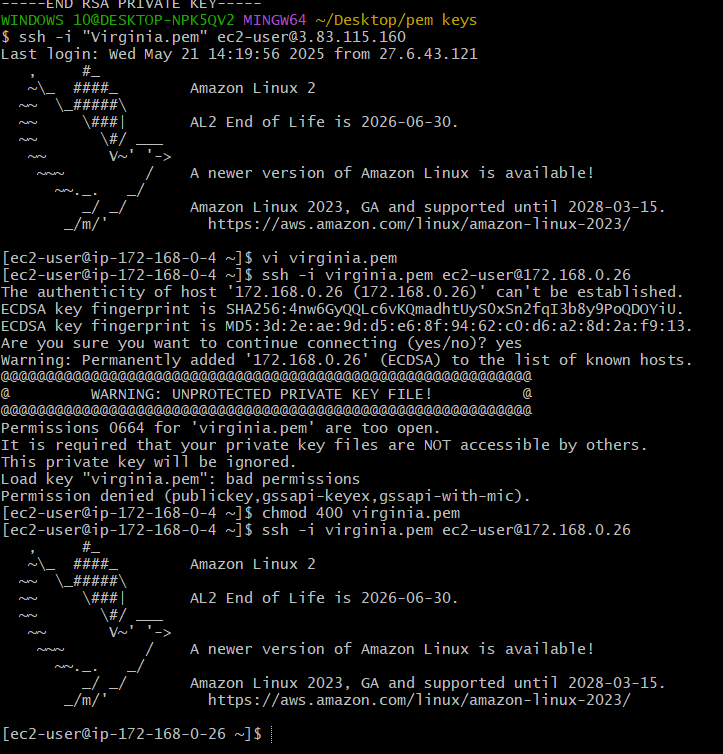 -----END RSA PRIVATE KEY-----
WINDOWS 10@DESKTOP-NPK5QV2 MINGW64 ~/Desktop/pem keys
$ ssh -i "Virginia.pem" ec2-user@3.83.115.160
Last login: Wed May 21 14:19:56 2025 from 27.6.43.121
   ,     #_
   ~\_  ####_        Amazon Linux 2
  ~~  \_#####\
  ~~     \###|       AL2 End of Life is 2026-06-30.
  ~~       \#/ ___
   ~~       V~' '->
    ~~~         /    A newer version of Amazon Linux is available!
      ~~._.   _/
         _/ _/       Amazon Linux 2023, GA and supported until 2028-03-15.
       _/m/'           https://aws.amazon.com/linux/amazon-linux-2023/
[ec2-user@ip-172-168-0-4 ~]$ vi virginia.pem
[ec2-user@ip-172-168-0-4 ~]$ ssh -i virginia.pem ec2-user@172.168.0.26
The authenticity of host '172.168.0.26 (172.168.0.26)' can't be established.
ECDSA key fingerprint is SHA256:4nw6GyQQLc6vKQmadhtUySOxSn2fqI3b8y9PoQDOYiU.
ECDSA key fingerprint is MD5:3d:2e:ae:9d:d5:e6:8f:94:62:c0:d6:a2:8d:2a:f9:13.
Are you sure you want to continue connecting (yes/no)? yes
Warning: Permanently added '172.168.0.26' (ECDSA) to the list of known hosts.
@@@@@@@@@@@@@@@@@@@@@@@@@@@@@@@@@@@@@@@@@@@@@@@@@@@@@@@@@@@
@         WARNING: UNPROTECTED PRIVATE KEY FILE!          @
@@@@@@@@@@@@@@@@@@@@@@@@@@@@@@@@@@@@@@@@@@@@@@@@@@@@@@@@@@@
Permissions 0664 for 'virginia.pem' are too open.
It is required that your private key files are NOT accessible by others.
This private key will be ignored.
Load key "virginia.pem": bad permissions
Permission denied (publickey,gssapi-keyex,gssapi-with-mic).
[ec2-user@ip-172-168-0-4 ~]$ chmod 400 virginia.pem
[ec2-user@ip-172-168-0-4 ~]$ ssh -i virginia.pem ec2-user@172.168.0.26
   ,     #_
   ~\_  ####_        Amazon Linux 2
  ~~  \_#####\
  ~~     \###|       AL2 End of Life is 2026-06-30.
  ~~       \#/ ___
   ~~       V~' '->
    ~~~         /    A newer version of Amazon Linux is available!
      ~~._.   _/
         _/ _/       Amazon Linux 2023, GA and supported until 2028-03-15.
       _/m/'           https://aws.amazon.com/linux/amazon-linux-2023/
[ec2-user@ip-172-168-0-26 ~]$